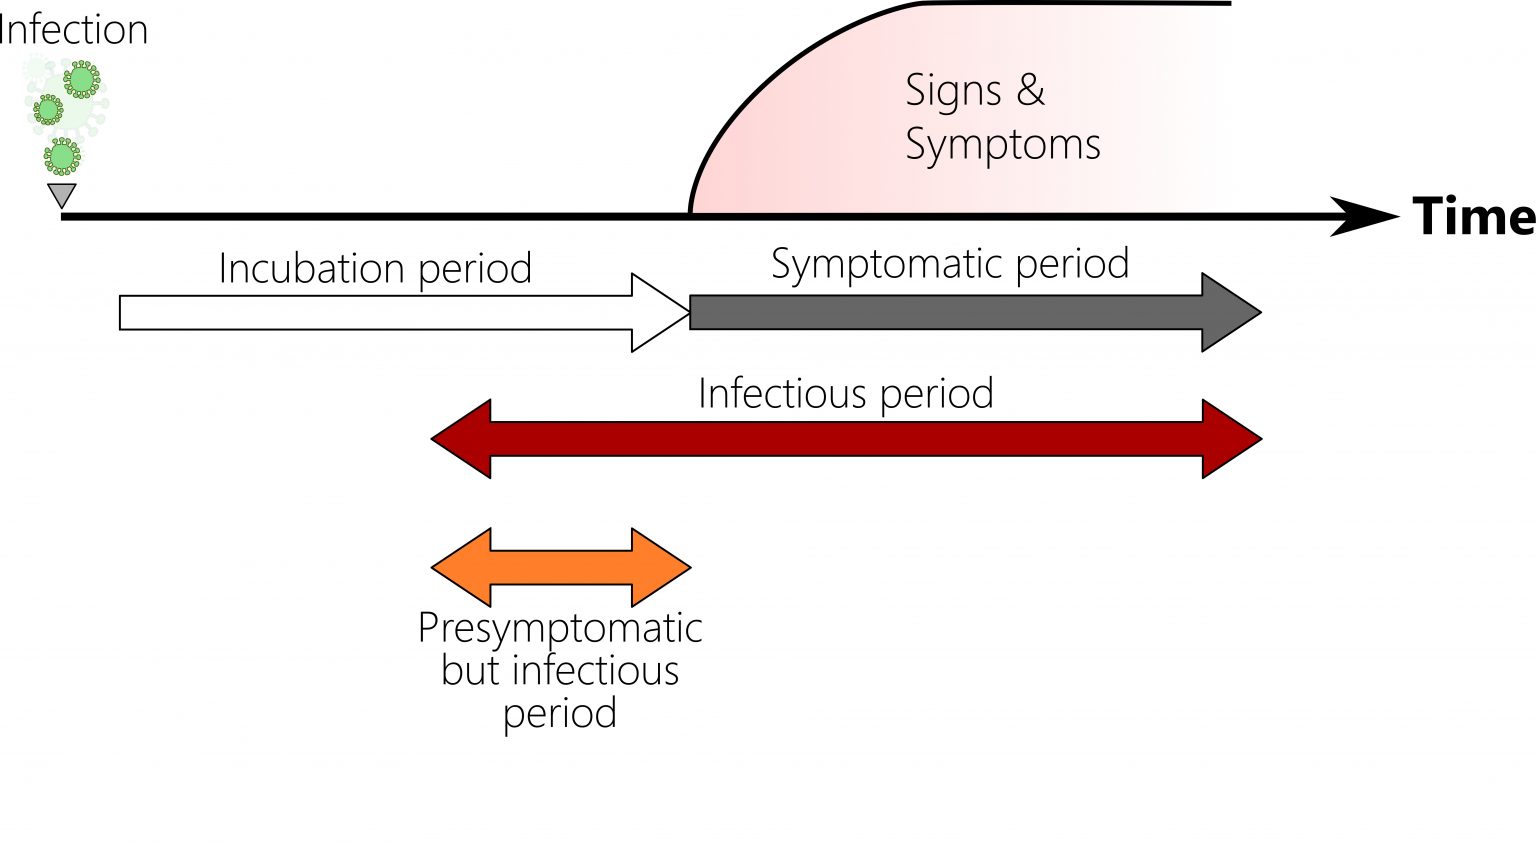 Infection
Signs &
Symptoms
Time
Incubation period
Symptomatic period
Infectious period
Presymptomatic
but infectious
period